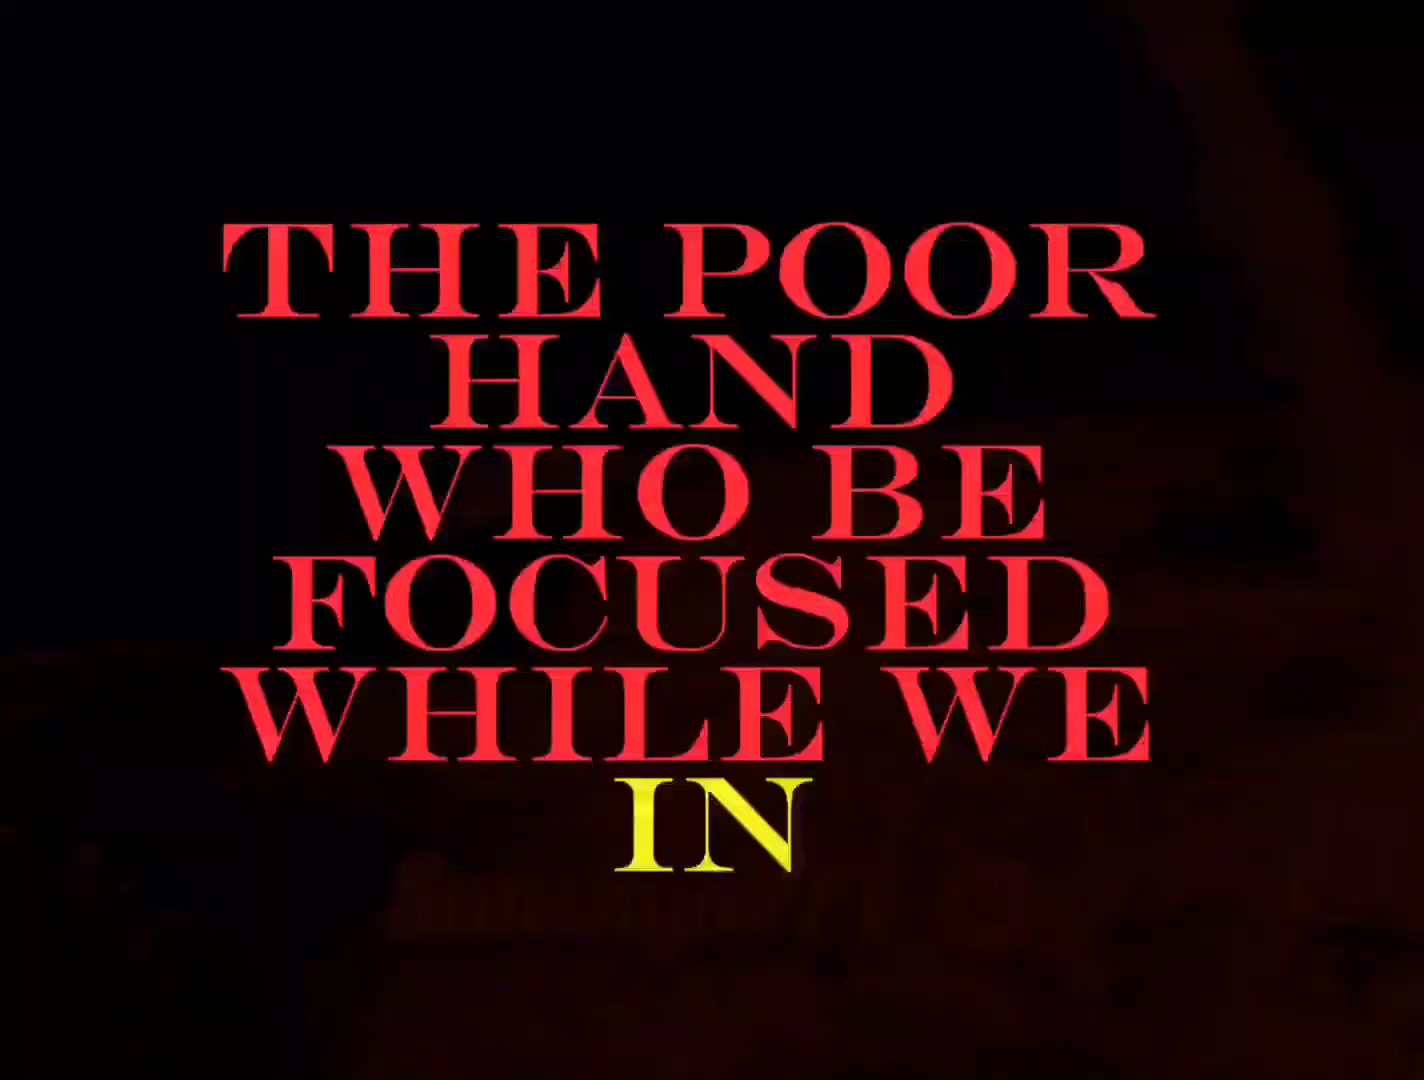 THE POOR
HAND
WHO BE
FOCUSED
WHILE WE
IN